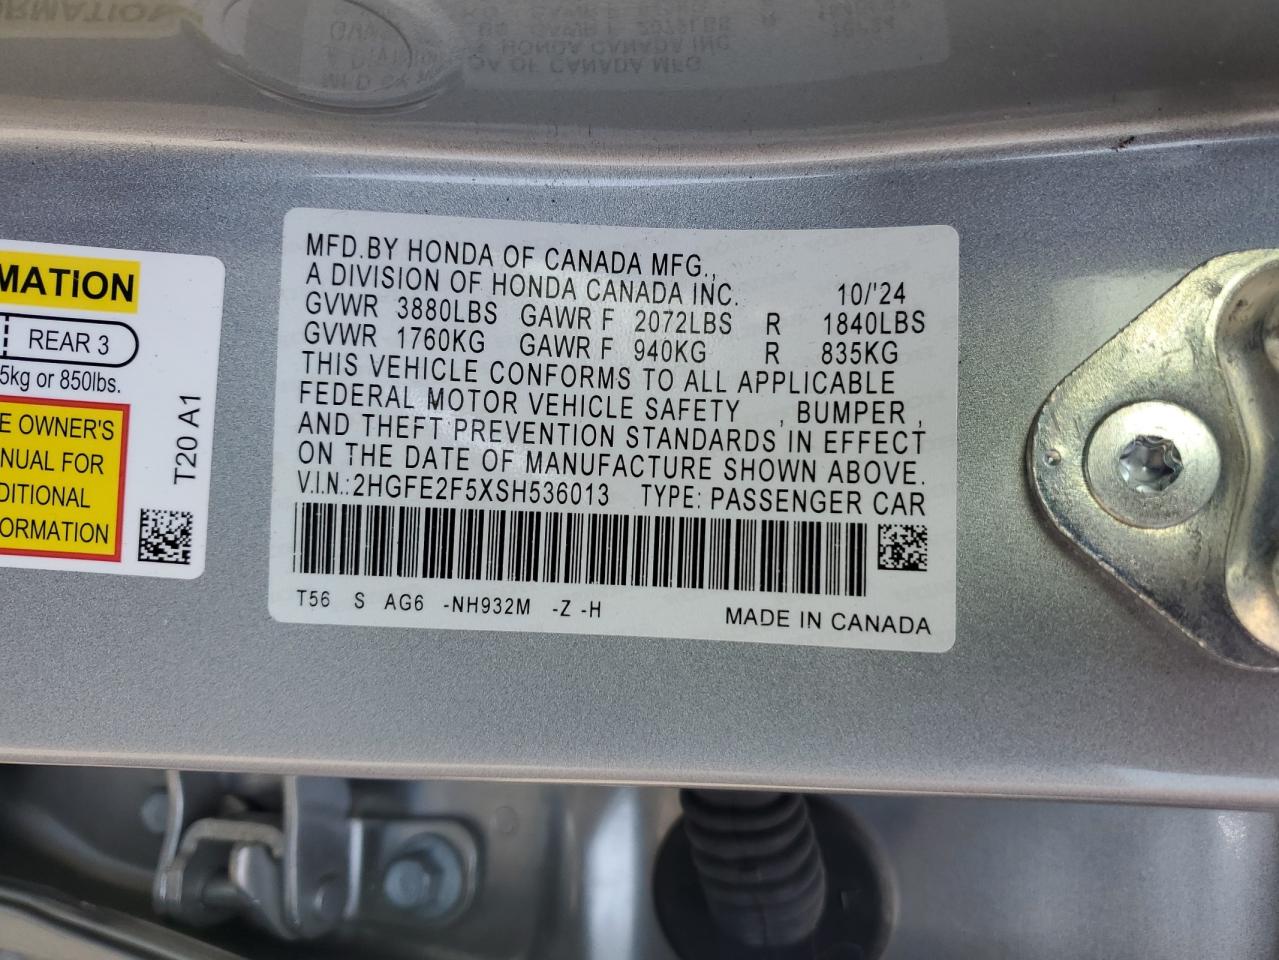 MATION
REAR 3
5kg or 850lbs.
E OWNER'S
NUAL FOR
DITIONAL
ORMATION
T20 A1
MFD.BY HONDA OF CANADA MFG.,
A DIVISION OF HONDA CANADA INC. 10/'24
GVWR 3880LBS GAWR F 2072LBS R 1840LBS
GVWR 1760KG GAWR F 940KG R 835KG
THIS VEHICLE CONFORMS TO ALL APPLICABLE
FEDERAL MOTOR VEHICLE SAFETY , BUMPER ,
AND THEFT PREVENTION STANDARDS IN EFFECT
ON THE DATE OF MANUFACTURE SHOWN ABOVE.
V.I.N.: 2HGFE2F5XSH536013 TYPE: PASSENGER CAR
T56 S AG6 -NH932M -Z -H MADE IN CANADA